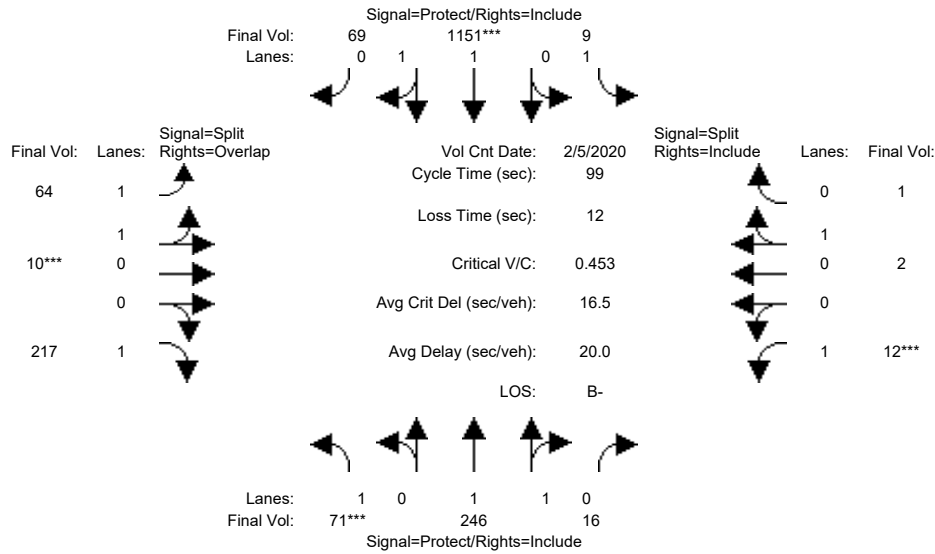 Signal=Protect/Rights=Include
Final Vol: 69 1151*** 9
Lanes: 0 1 1 0 1
Signal=Split
Final Vol: Lanes: Rights=Overlap
Vol Cnt Date: 2/5/2020
Signal=Split
Rights=Include Lanes: Final Vol:
Cycle Time (sec): 99
64 1
0 1
Loss Time (sec): 12
1
1
10*** 0
Critical V/C: 0.453
0 2
0
Avg Crit Del (sec/veh): 16.5
0
217 1
Avg Delay (sec/veh): 20.0
1 12***
LOS: B-
Lanes: 1 0 1 1 0
Final Vol: 71*** 246 16
Signal=Protect/Rights=Include